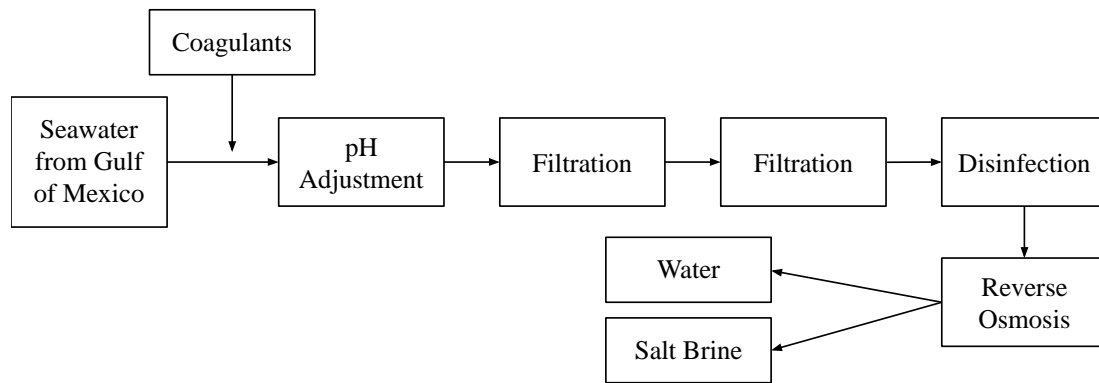 Coagulants
Seawater
from Gulf
of Mexico
pH
Adjustment
Filtration
Filtration
Disinfection
Reverse
Osmosis
Water
Salt Brine